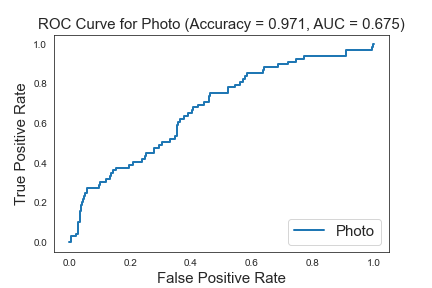 ROC Curve for Photo (Accuracy = 0.971, AUC = 0.675)
True Positive Rate
1.0
0.8
0.6
0.4
0.2
0.0
Photo
0.0 0.2 0.4 0.6 0.8 1.0
False Positive Rate